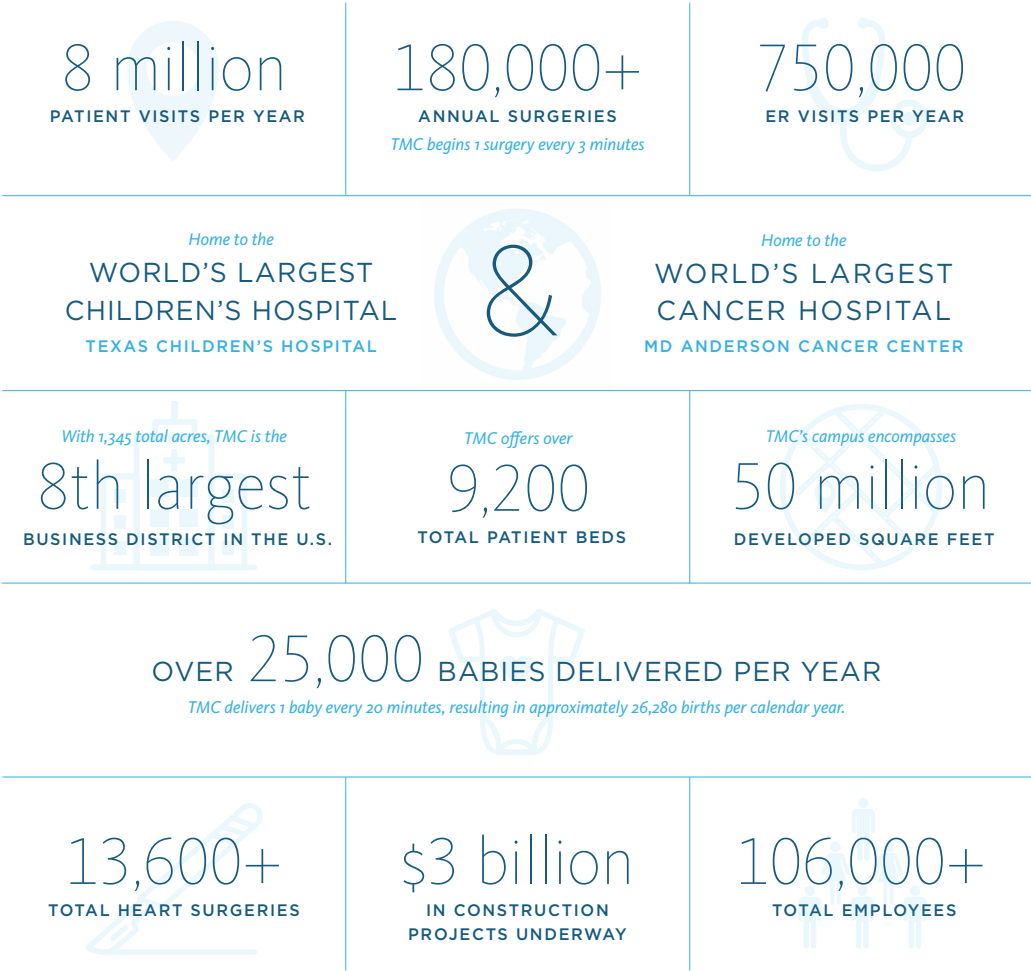 8 million
PATIENT VISITS PER YEAR
180,000+
ANNUAL SURGERIES
TMC begins 1 surgery every 3 minutes
750,000
ER VISITS PER YEAR
Home to the
WORLD’S LARGEST
CHILDREN’S HOSPITAL
TEXAS CHILDREN’S HOSPITAL
&
Home to the
WORLD’S LARGEST
CANCER HOSPITAL
MD ANDERSON CANCER CENTER
With 1,345 total acres, TMC is the
8th largest
BUSINESS DISTRICT IN THE U.S.
TMC offers over
9,200
TOTAL PATIENT BEDS
TMC’s campus encompasses
50 million
DEVELOPED SQUARE FEET
OVER 25,000 BABIES DELIVERED PER YEAR
TMC delivers 1 baby every 20 minutes, resulting in approximately 26,280 births per calendar year.
13,600+
TOTAL HEART SURGERIES
$3 billion
IN CONSTRUCTION
PROJECTS UNDERWAY
106,000+
TOTAL EMPLOYEES